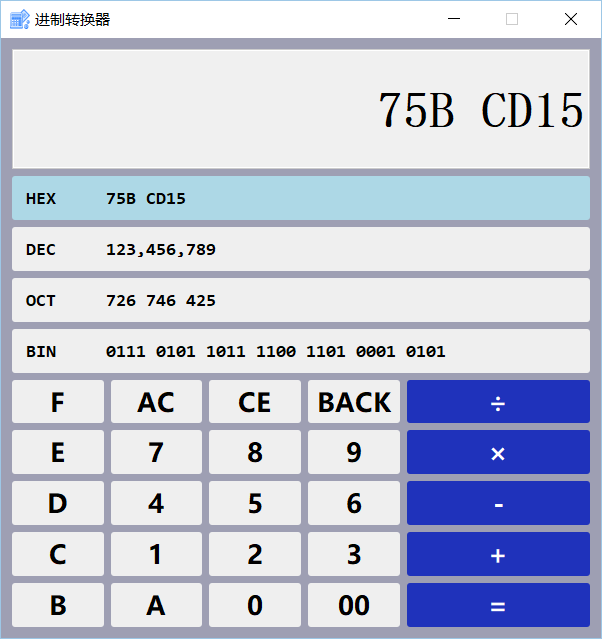 进制转换器
75B CD15
HEX 75B CD15
DEC 123,456,789
OCT 726 746 425
BIN 0111 0101 1011 1100 1101 0001 0101
F AC CE BACK ÷
E 7 8 9 ×
D 4 5 6 -
C 1 2 3 +
B A 0 00 =